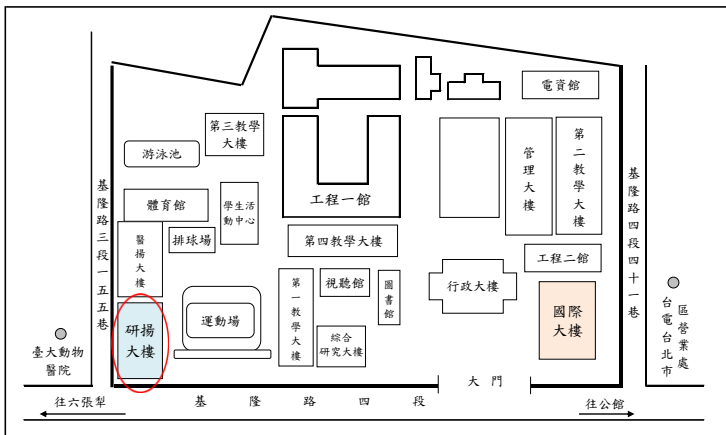 電資館
第三教學
大樓
游泳池
管理大樓
第二教學大樓
工程一館
體育館
學生活
動中心
基隆路三段一五五巷
基隆路四段四十一巷
醫揚大樓
排球場
第四教學大樓
工程二館
第一教學大樓
視聽館
圖書館
行政大樓
國際
大樓
研揚
大樓
運動場
綜合
研究大樓
臺大動物
醫院
台電台北市
區營業處
大門
往六張犁
基隆路四段
往公館